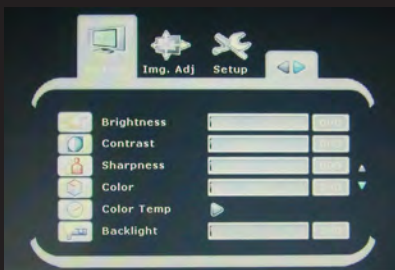 Img. Adj Setup
Brightness
Contrast
Sharpness
Color
Color Temp
Backlight